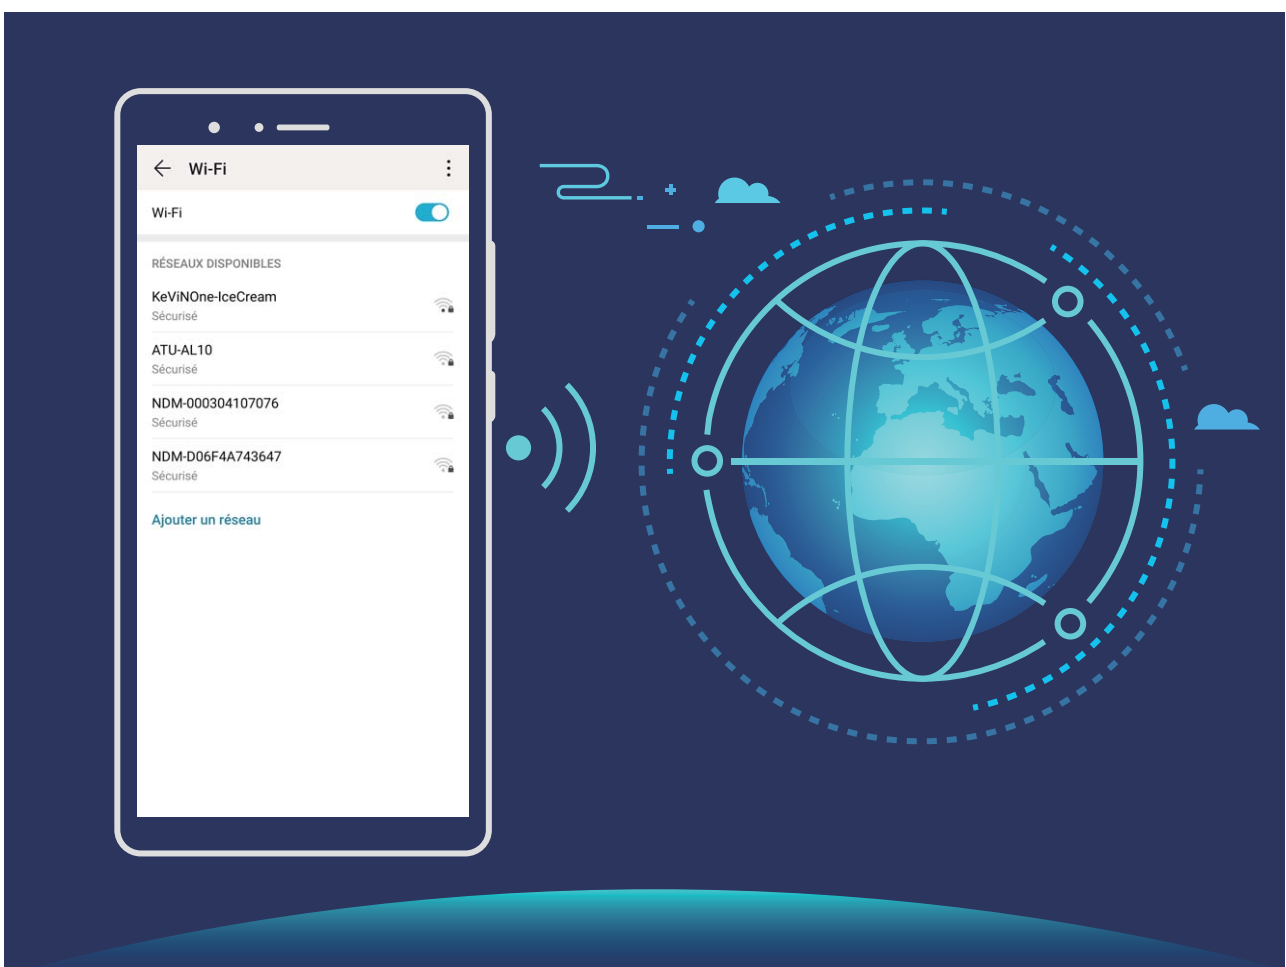 Wi-Fi
Wi-Fi
RÉSEAUX DISPONIBLES
KeViNOne-IceCream
Sécurisé
ATU-AL10
Sécurisé
NDM-000304107076
Sécurisé
NDM-D06F4A743647
Sécurisé
Ajouter un réseau